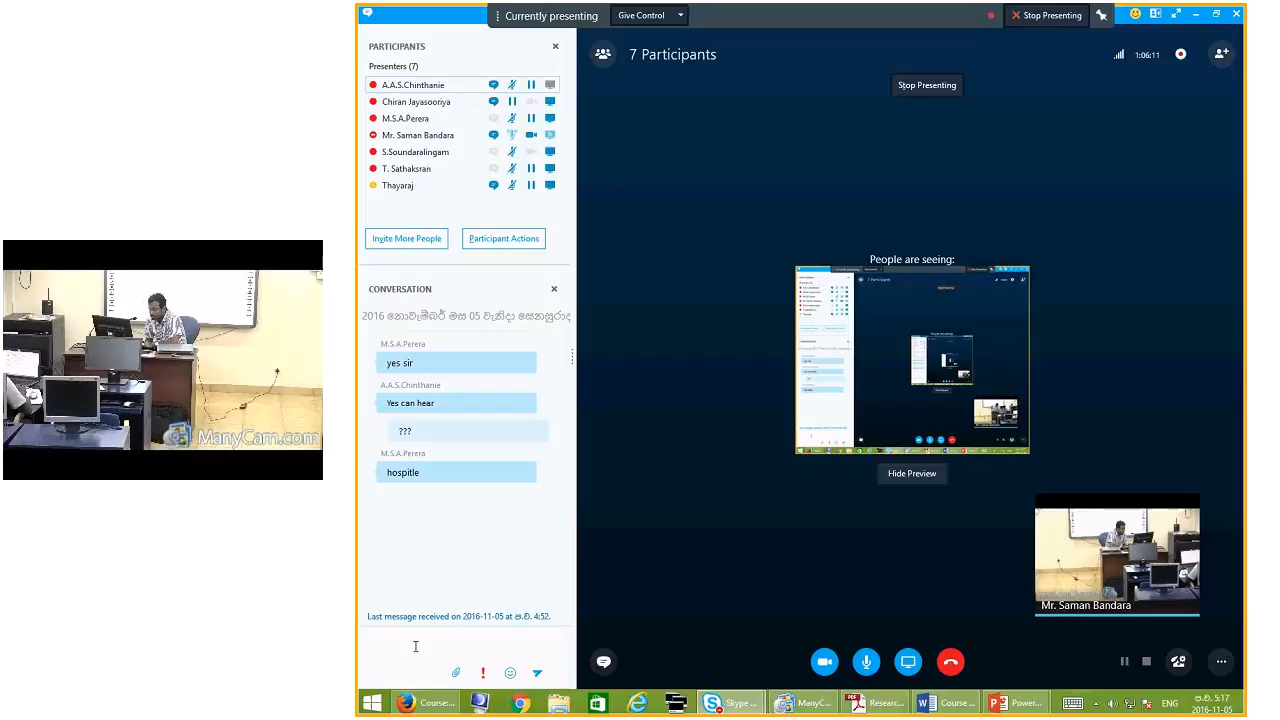 Currently presenting
Give Control
Stop Presenting
PARTICIPANTS
Presenters (7)
A.A.S.Chinthanie
Chiran Jayasooriya
M.S.A.Perera
Mr. Saman Bandara
S.Soundaralingam
T. Sathaksran
Thayaraj
Invite More People
Participant Actions
CONVERSATION
2016 නොවැම්බර් මස 05 වැනිදා සෙනසුරාද
M.S.A.Perera
yes sir
A.A.S.Chinthanie
Yes can hear
???
M.S.A.Perera
hospitle
Last message received on 2016-11-05 at ප.ව. 4:52.
7 Participants
1:06:11
Stop Presenting
People are seeing:
Hide Preview
Mr. Saman Bandara
ManyCam.com
Course...
Skype ...
ManyC...
Researc...
Course ...
Power...
ENG
ප.ව. 5:17
2016-11-05